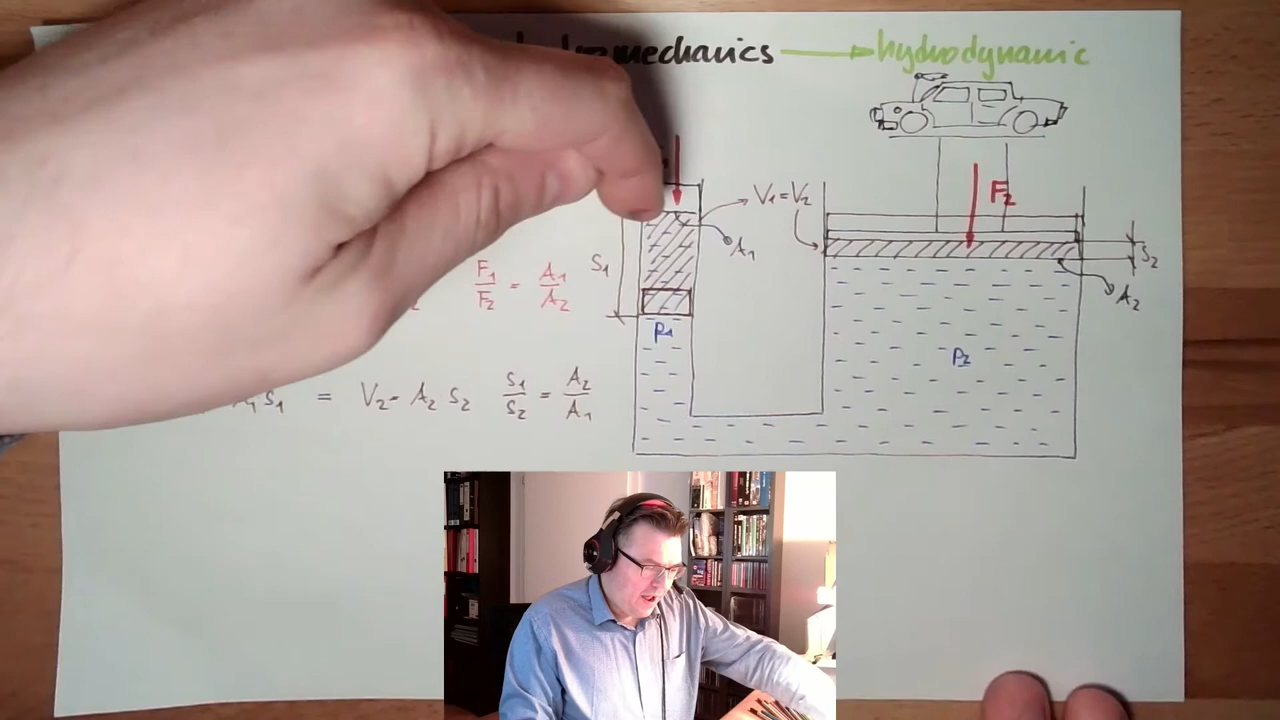 mechanics → hydrodynamic
V₁=V₂
F₂
A₁
S₁
S₂
A₂
F₁/F₂ = A₁/A₂
p₁
p₂
S₁ = V₂= A₂ S₂
S₁/S₂ = A₂/A₁